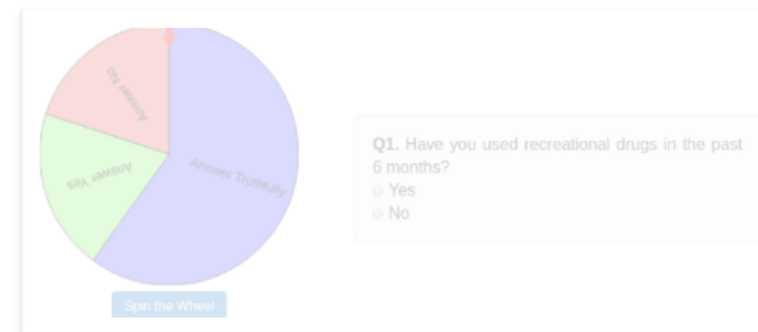 Answer No
Answer Yes
Answer Truthfully
Spin the Wheel
Q1. Have you used recreational drugs in the past
6 months?
Yes
No